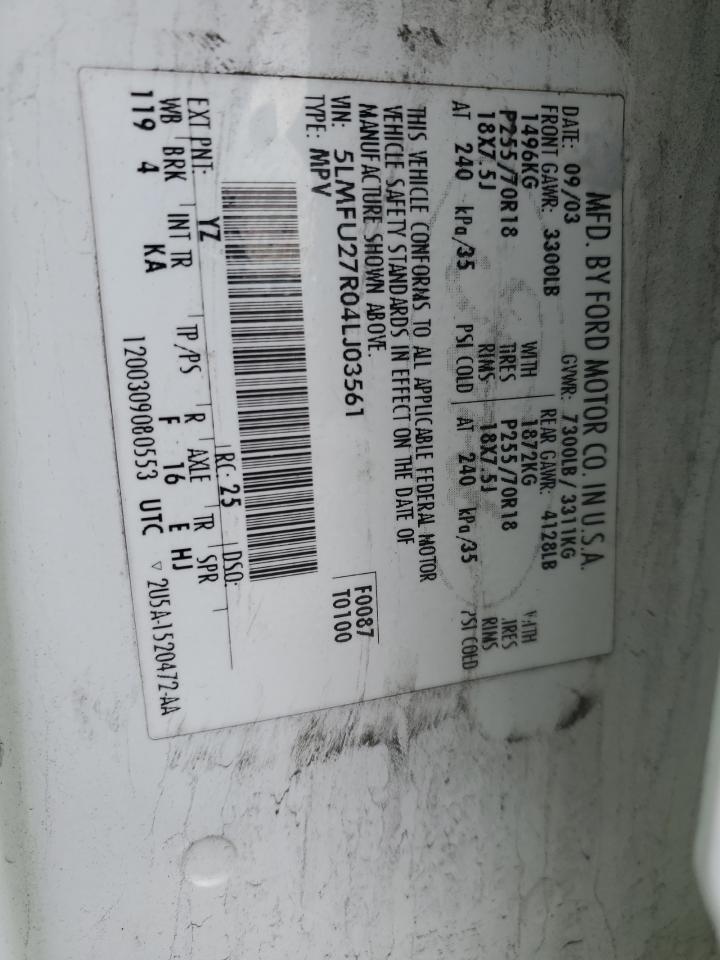 MFD. BY FORD MOTOR CO. IN U.S.A.
DATE: 09/03 GVWR: 7300LB / 3311KG
FRONT GAWR: 3300LB REAR GAWR: 4128LB
1496KG WITH 1872KG WITH
P255/70R18 TIRES P255/70R18 TIRES
18X7.5J RIMS 18X7.5J RIMS
AT 240 kPa/35 PSI COLD AT 240 kPa/35 PSI COLD
THIS VEHICLE CONFORMS TO ALL APPLICABLE FEDERAL MOTOR
VEHICLE SAFETY STANDARDS IN EFFECT ON THE DATE OF
MANUFACTURE SHOWN ABOVE.
VIN: 5LMFU27R04LJ03561 F0087
TYPE: MPV T0100
EXT PNT: YZ RC: 25 DSO:
WB BRK INT TR TP/PS R AXLE TR SPR
119 4 KA F 16 E HJ
1200309080553 UTC ▽ 2U5A-1520472-AA